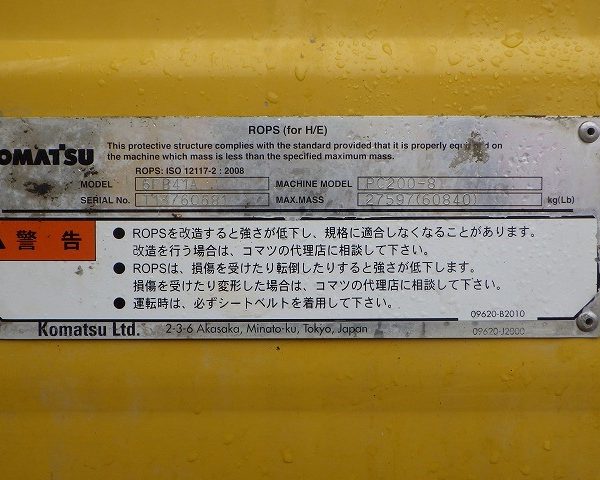 ROPS (for H/E)
KOMATSU
This protective structure complies with the standard provided that it is properly equipped on
the machine which mass is less than the specified maximum mass.
ROPS: ISO 12117-2 : 2008
MODEL MACHINE MODEL PC200-8
SERIAL No. MAX.MASS 27597(60840) kg(Lb)
警告
● ROPSを改造すると強さが低下し、規格に適合しなくなることがあります。
改造を行う場合は、コマツの代理店に相談して下さい。
● ROPSは、損傷を受けたり転倒したりすると強さが低下します。
損傷を受けたり変形した場合は、コマツの代理店に相談して下さい。
● 運転時は、必ずシートベルトを着用して下さい。
09620-B2010
Komatsu Ltd. 2-3-6 Akasaka, Minato-ku, Tokyo, Japan 09620-J2000